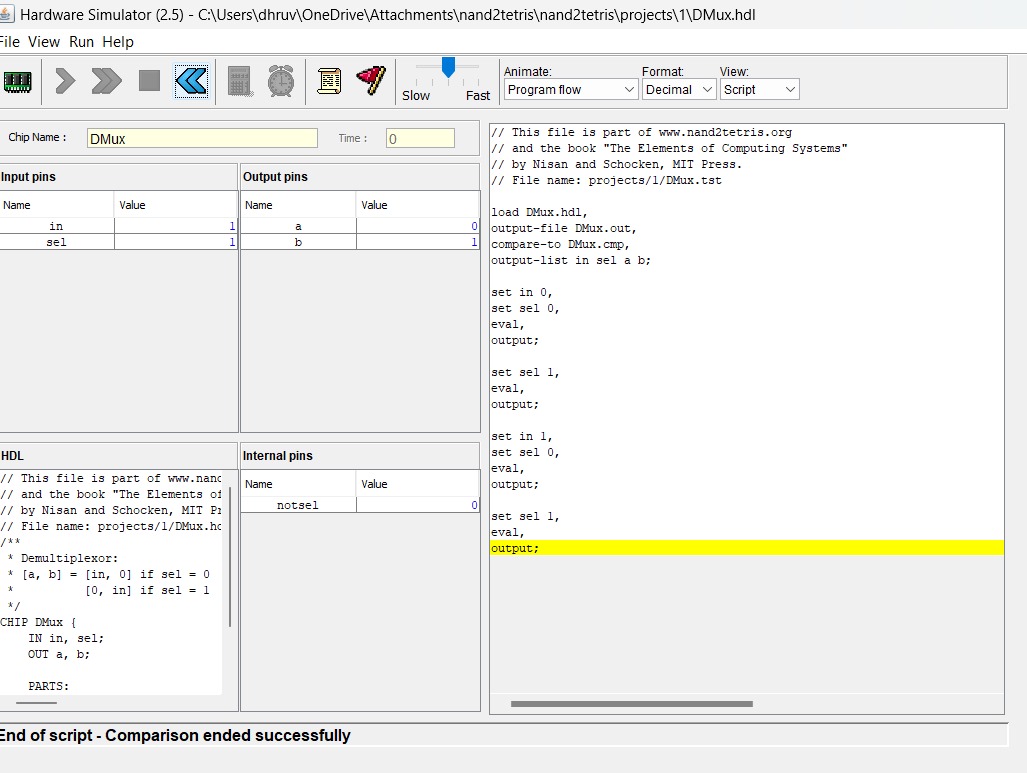 Hardware Simulator (2.5) - C:\Users\dhruv\OneDrive\Attachments\nand2tetris\nand2tetris\projects\1\DMux.hdl
File View Run Help
Slow Fast
Animate:
Program flow
Format:
Decimal
View:
Script
Chip Name :
DMux
Time :
0
Input pins
Name Value
in 1
sel 1
Output pins
Name Value
a 0
b 1
HDL
// This file is part of www.nanc
// and the book "The Elements of
// by Nisan and Schocken, MIT Pr
// File name: projects/1/DMux.hc
/**
* Demultiplexor:
* [a, b] = [in, 0] if sel = 0
* [0, in] if sel = 1
*/
CHIP DMux {
IN in, sel;
OUT a, b;
PARTS:
Internal pins
Name Value
notsel 0
// This file is part of www.nand2tetris.org
// and the book "The Elements of Computing Systems"
// by Nisan and Schocken, MIT Press.
// File name: projects/1/DMux.tst
load DMux.hdl,
output-file DMux.out,
compare-to DMux.cmp,
output-list in sel a b;
set in 0,
set sel 0,
eval,
output;
set sel 1,
eval,
output;
set in 1,
set sel 0,
eval,
output;
set sel 1,
eval,
output;
End of script - Comparison ended successfully